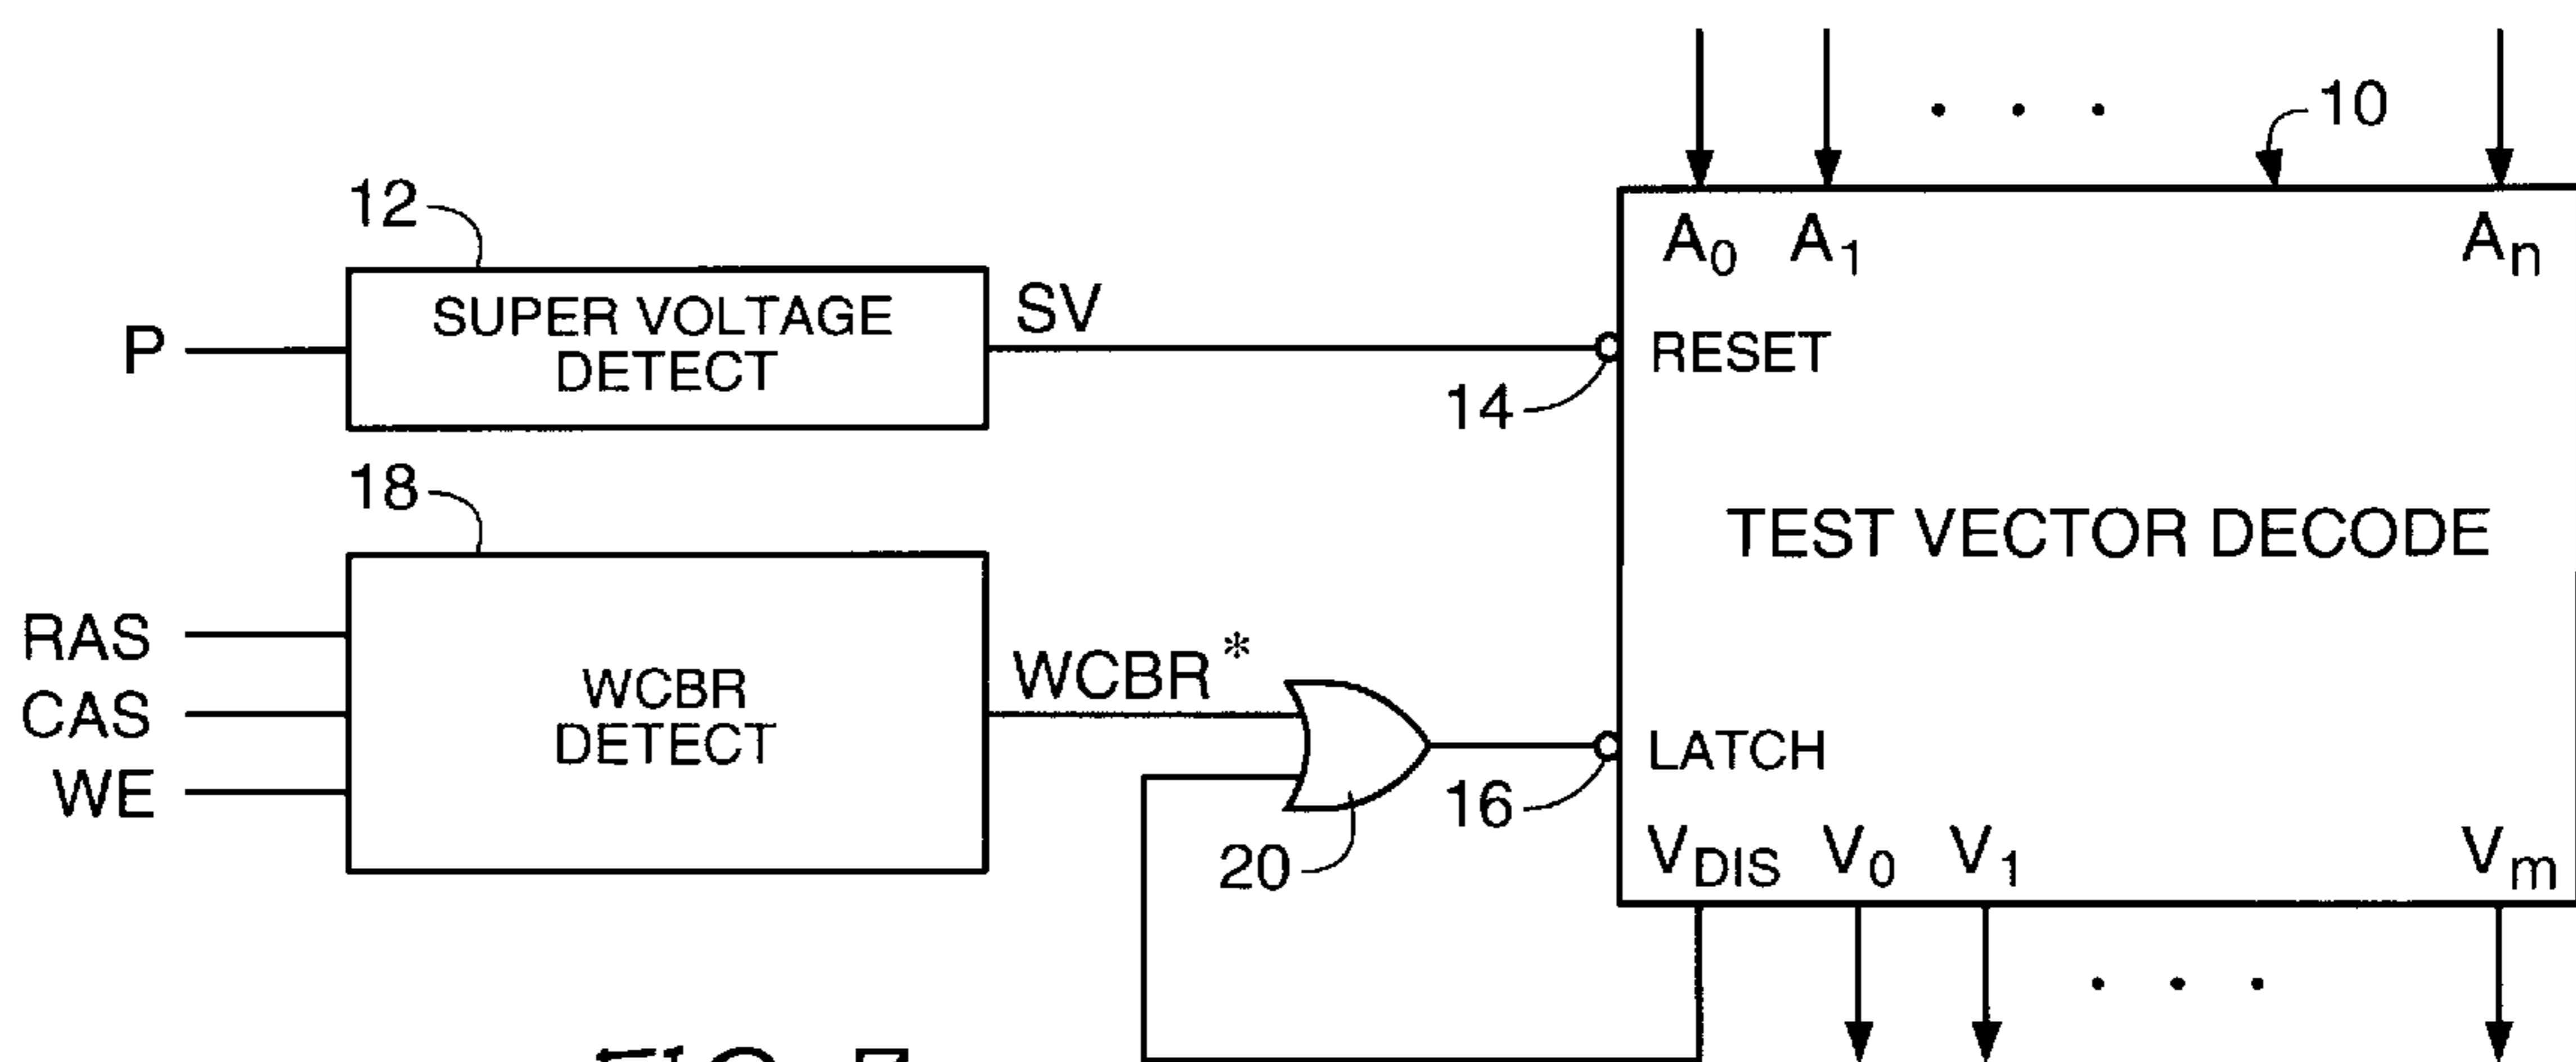 10
A0 A1 An
12
SUPER VOLTAGE
DETECT
SV
P
RESET
14
18
TEST VECTOR DECODE
RAS
CAS
WE
WCBR
DETECT
WCBR*
LATCH
16
20
VDIS V0 V1 Vm